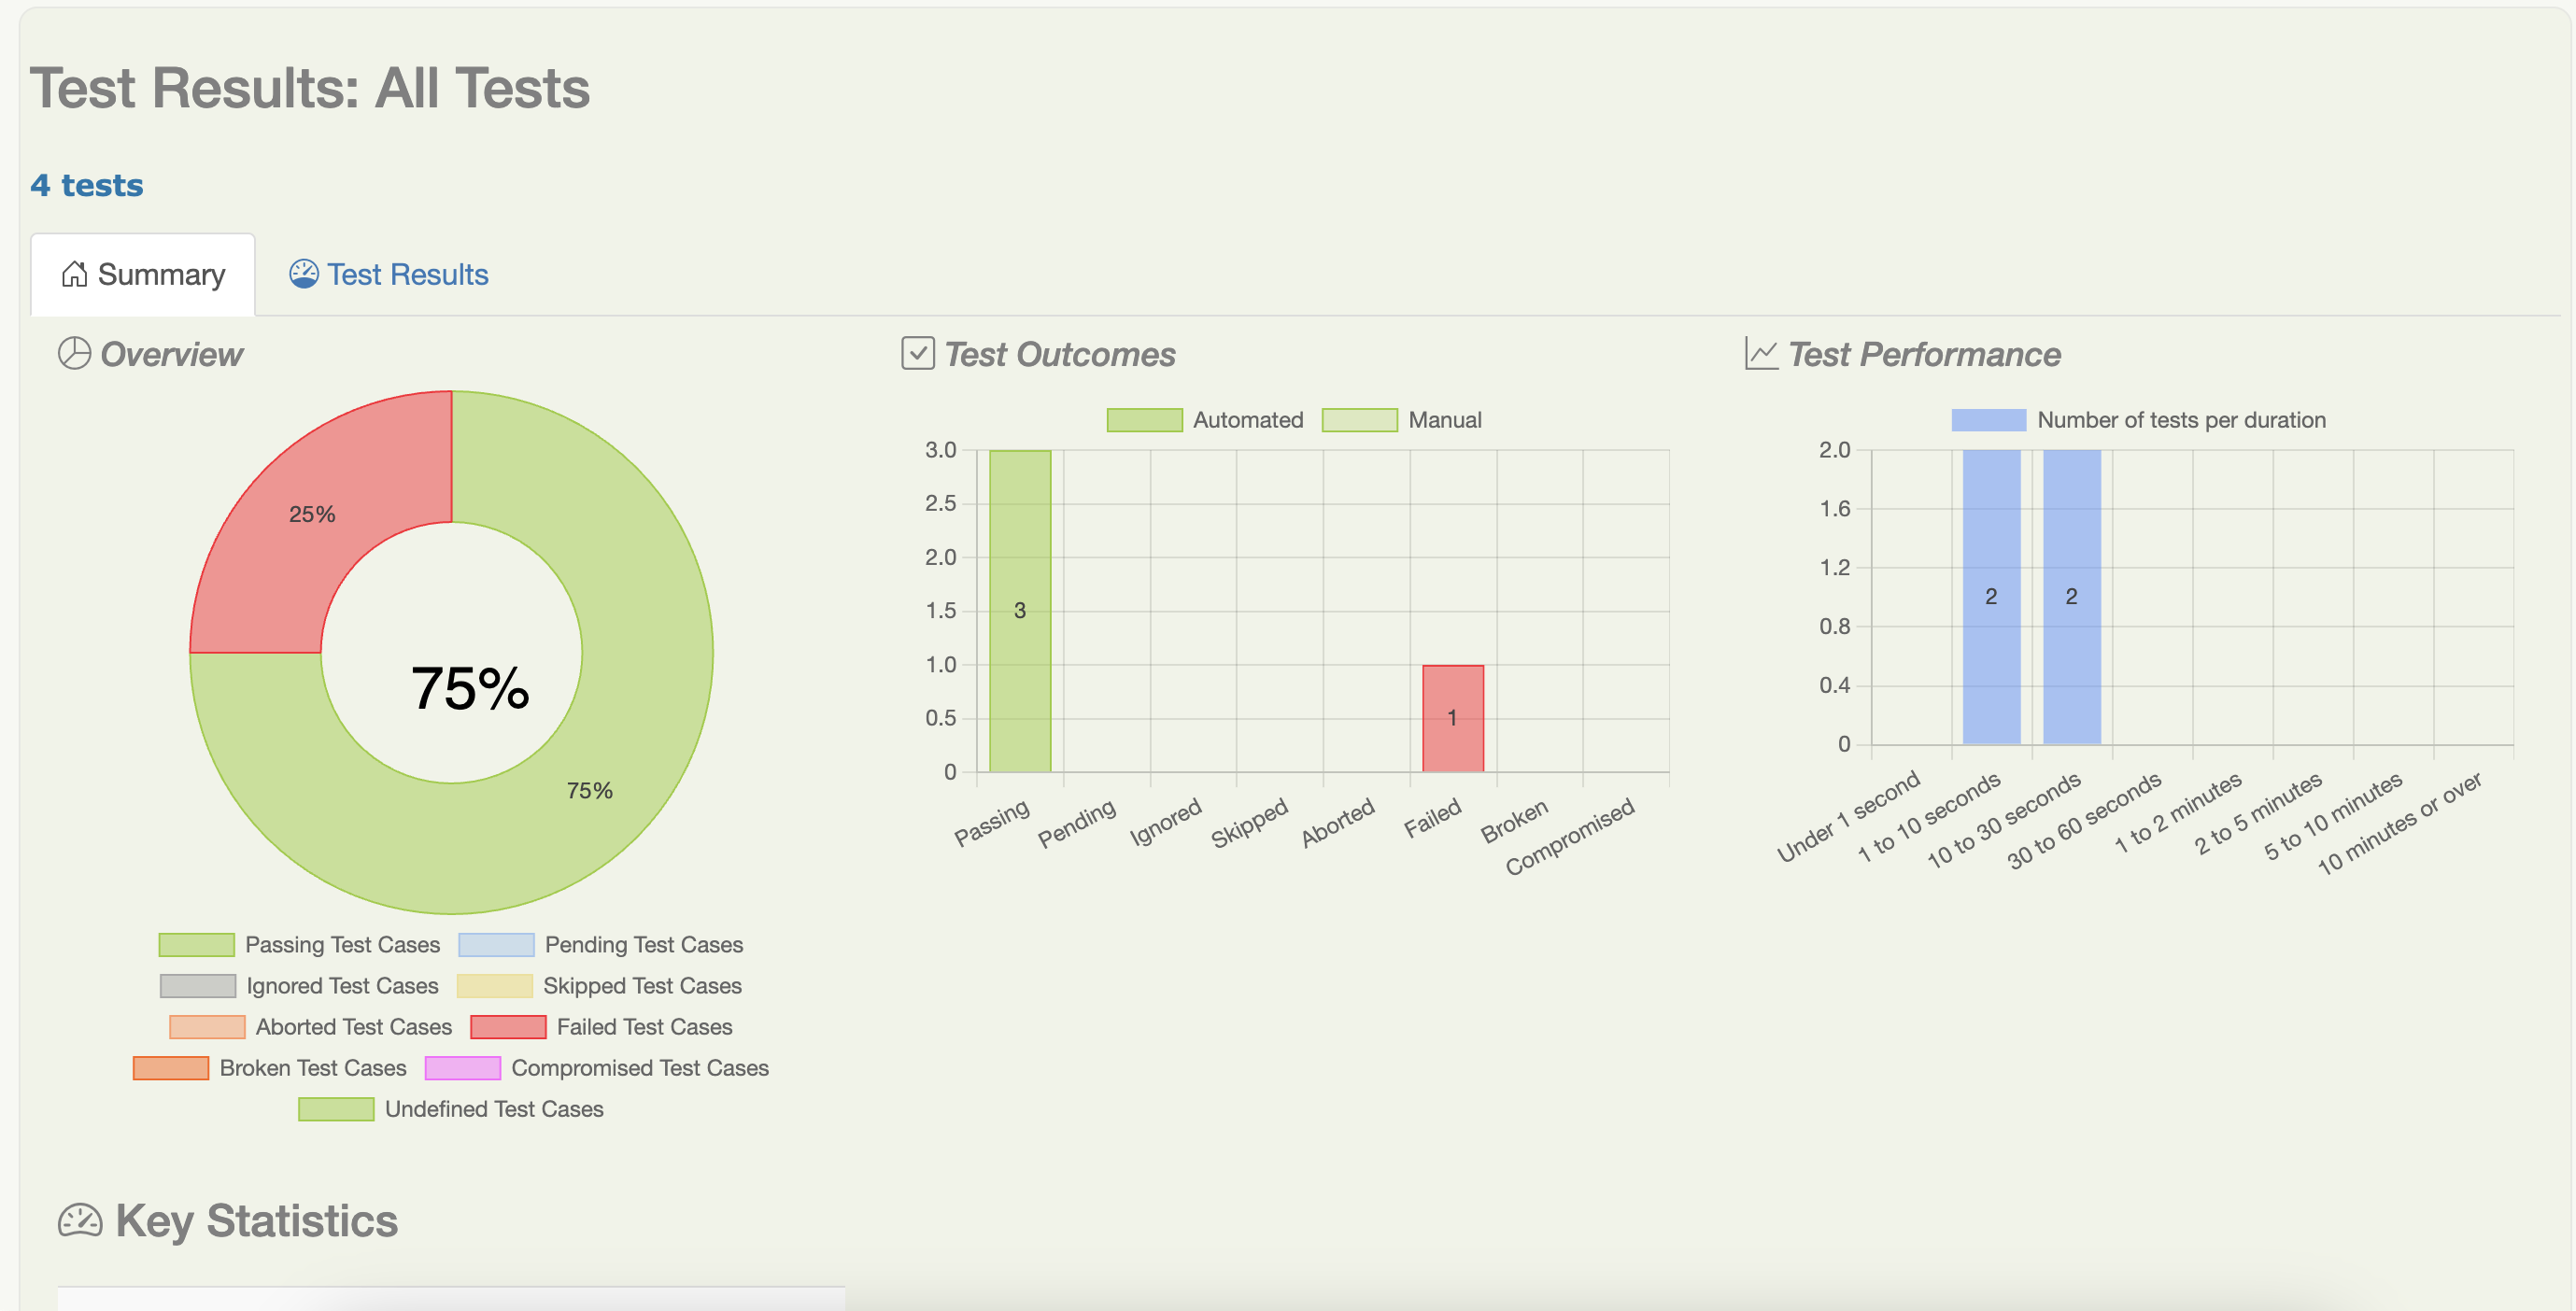 Test Results: All Tests
4 tests
Summary
Test Results
Overview
25%
75%
75%
Passing Test Cases
Pending Test Cases
Ignored Test Cases
Skipped Test Cases
Aborted Test Cases
Failed Test Cases
Broken Test Cases
Compromised Test Cases
Undefined Test Cases
Test Outcomes
Automated
Manual
3.0
2.5
2.0
1.5
1.0
0.5
0
3
1
Passing
Pending
Ignored
Skipped
Aborted
Failed
Broken
Compromised
Test Performance
Number of tests per duration
2.0
1.6
1.2
0.8
0.4
0
2
2
Under 1 second
1 to 10 seconds
10 to 30 seconds
30 to 60 seconds
1 to 2 minutes
2 to 5 minutes
5 to 10 minutes
10 minutes or over
Key Statistics